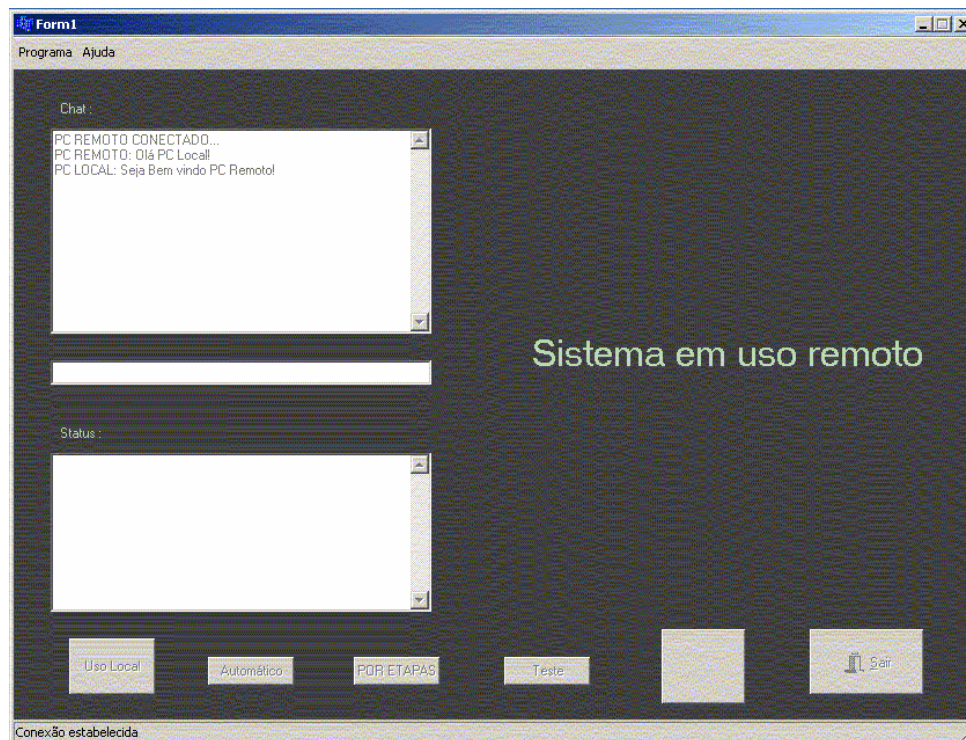 Form1
Programa Ajuda
Chat :
PC REMOTO CONECTADO...
PC REMOTO: Olá PC Local!
PC LOCAL: Seja Bem vindo PC Remoto!
Sistema em uso remoto
Status :
Uso Local
Automático
POR ETAPAS
Teste
Sair
Conexão estabelecida